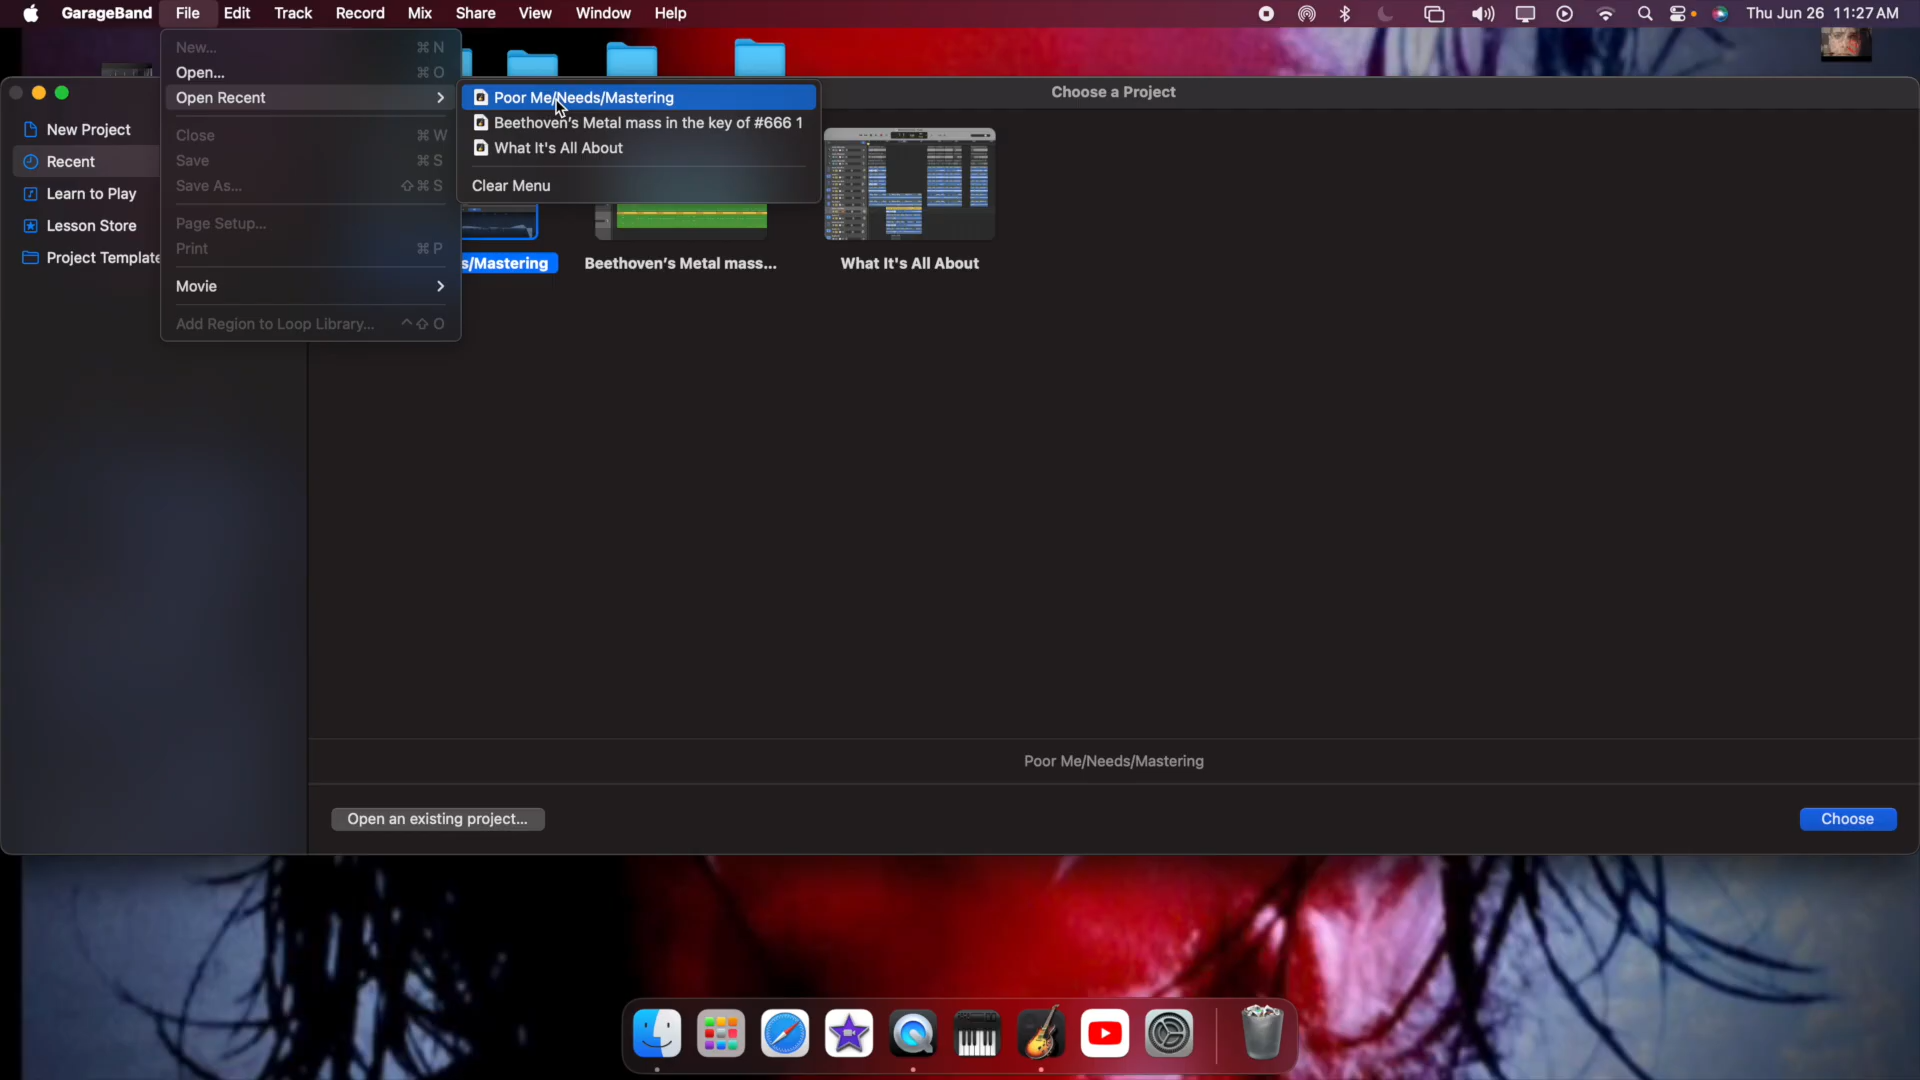 GarageBand File Edit Track Record Mix Share View Window Help Thu Jun 26 11:27 AM
New... ⌘ N
Open... ⌘ O
Open Recent
Close ⌘ W
Save ⌘ S
Save As... ⇧ ⌘ S
Page Setup...
Print ⌘ P
Movie
Add Region to Loop Library... ^ ⇧ O
Poor Me/Needs/Mastering
Beethoven's Metal mass in the key of #666 1
What It's All About
Clear Menu
Choose a Project
New Project
Recent
Learn to Play
Lesson Store
Project Template
s/Mastering
Beethoven's Metal mass...
What It's All About
Poor Me/Needs/Mastering
Open an existing project...
Choose